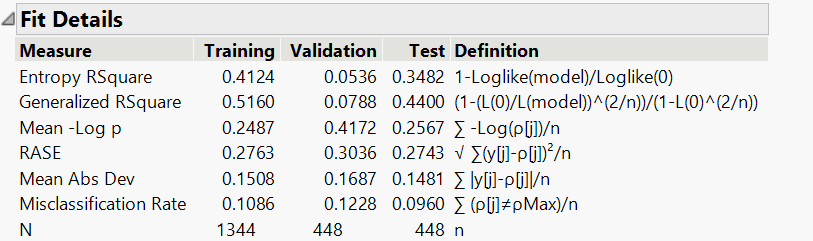 Fit Details
Measure Training Validation Test Definition
Entropy RSquare 0.4124 0.0536 0.3482 1-Loglike(model)/Loglike(0)
Generalized RSquare 0.5160 0.0788 0.4400 (1-(L(0)/L(model))^(2/n))/(1-L(0)^(2/n))
Mean -Log p 0.2487 0.4172 0.2567 ∑ -Log(ρ[j])/n
RASE 0.2763 0.3036 0.2743 √ ∑(y[j]-ρ[j])²/n
Mean Abs Dev 0.1508 0.1687 0.1481 ∑ |y[j]-ρ[j]|/n
Misclassification Rate 0.1086 0.1228 0.0960 ∑ (ρ[j]≠ρMax)/n
N 1344 448 448 n